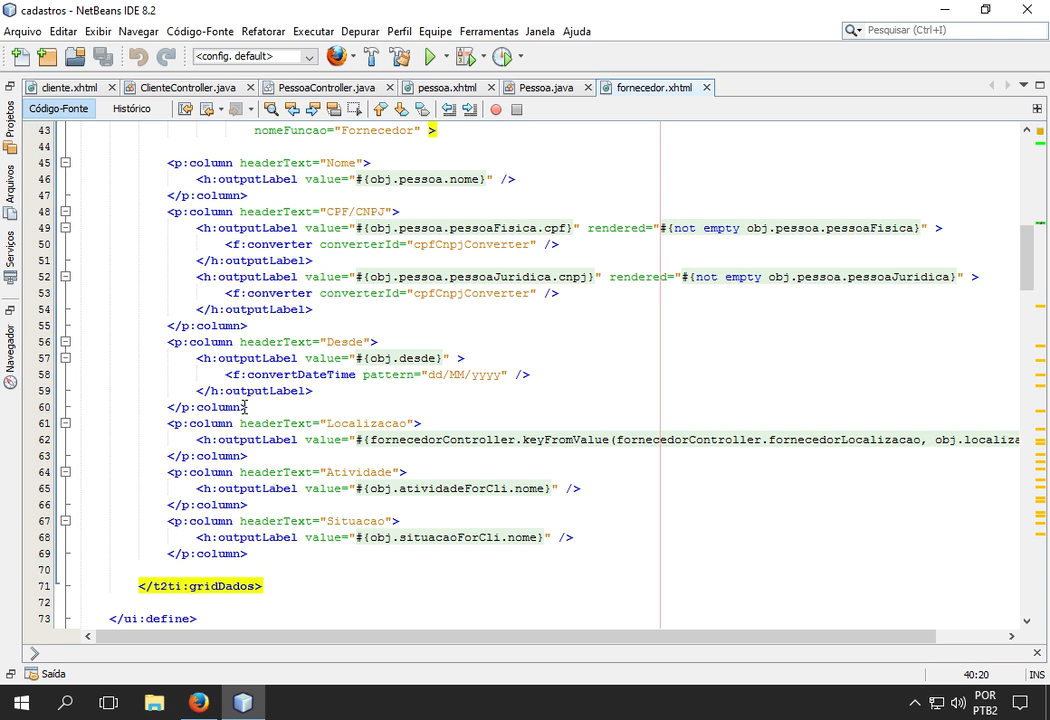 cadastros - NetBeans IDE 8.2
Arquivo Editar Exibir Navegar Código-Fonte Refatorar Executar Depurar Perfil Equipe Ferramentas Janela Ajuda
Pesquisar (Ctrl+I)
<config. default>
cliente.xhtml ClienteController.java PessoaController.java pessoa.xhtml Pessoa.java fornecedor.xhtml
Código-Fonte Histórico
Projetos
Arquivos
Serviços
Navegador
43 nomeFuncao="Fornecedor" >
44
45 <p:column headerText="Nome">
46 <h:outputLabel value="#{obj.pessoa.nome}" />
47 </p:column>
48 <p:column headerText="CPF/CNPJ">
49 <h:outputLabel value="#{obj.pessoa.pessoaFisica.cpf}" rendered="#{not empty obj.pessoa.pessoaFisica}" >
50 <f:converter converterId="cpfCnpjConverter" />
51 </h:outputLabel>
52 <h:outputLabel value="#{obj.pessoa.pessoaJuridica.cnpj}" rendered="#{not empty obj.pessoa.pessoaJuridica}" >
53 <f:converter converterId="cpfCnpjConverter" />
54 </h:outputLabel>
55 </p:column>
56 <p:column headerText="Desde">
57 <h:outputLabel value="#{obj.desde}" >
58 <f:convertDateTime pattern="dd/MM/yyyy" />
59 </h:outputLabel>
60 </p:column>
61 <p:column headerText="Localizacao">
62 <h:outputLabel value="#{fornecedorController.keyFromValue(fornecedorController.fornecedorLocalizacao, obj.localiza
63 </p:column>
64 <p:column headerText="Atividade">
65 <h:outputLabel value="#{obj.atividadeForCli.nome}" />
66 </p:column>
67 <p:column headerText="Situacao">
68 <h:outputLabel value="#{obj.situacaoForCli.nome}" />
69 </p:column>
70
71 </t2ti:gridDados>
72
73 </ui:define>
Saída
40:20 INS
POR
PTB2